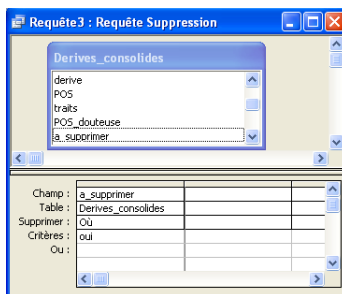 Requête3 : Requête Suppression
Derives_consolides
derive
POS
traits
POS_douteuse
a_supprimer
Champ : a_supprimer
Table : Derives_consolides
Supprimer : Où
Critères : oui
Ou :